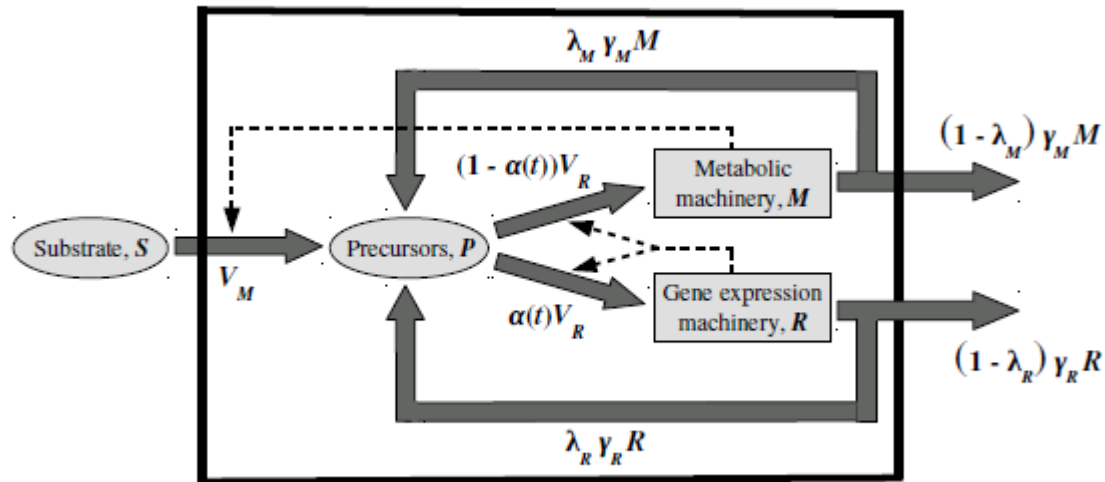 λ_M γ_M M
(1 - λ_M) γ_M M
(1 - α(t))V_R
Metabolic
machinery, M
Substrate, S
Precursors, P
V_M
α(t)V_R
Gene expression
machinery, R
(1 - λ_R) γ_R R
λ_R γ_R R